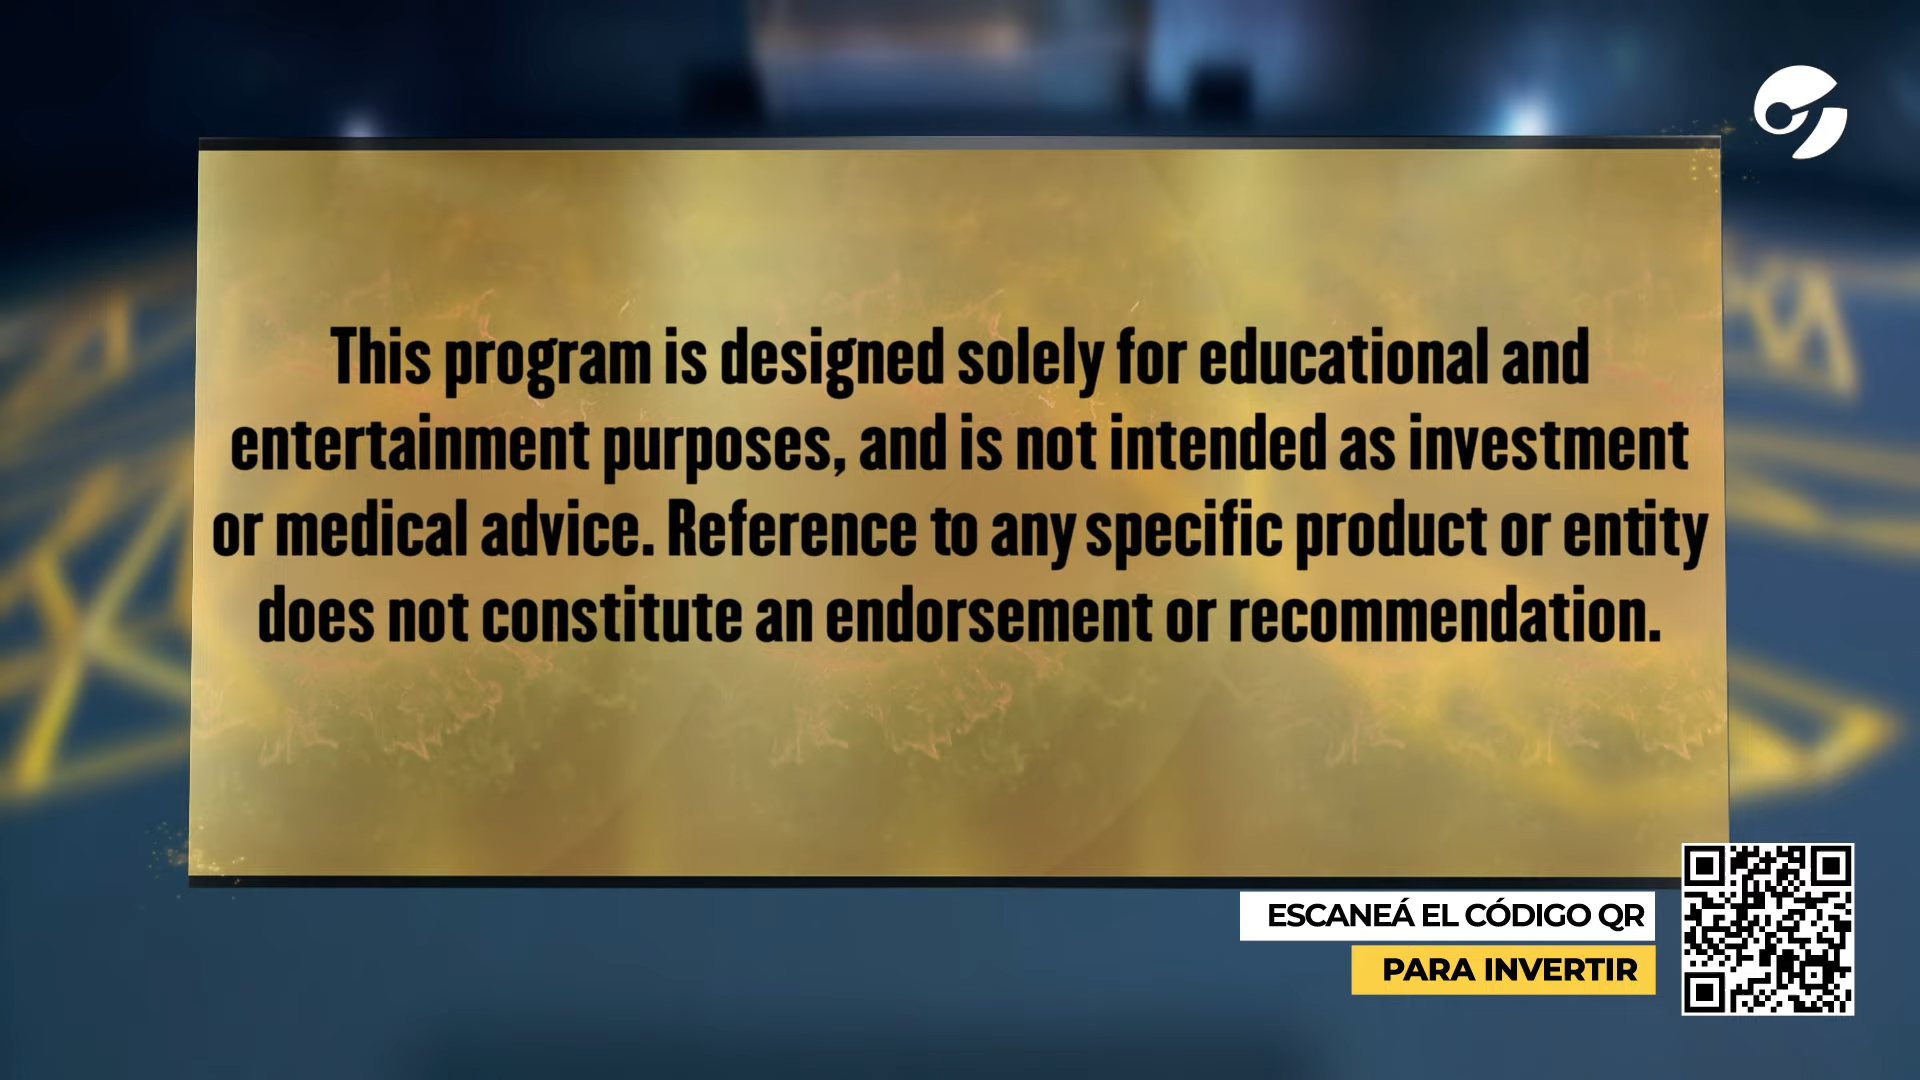 This program is designed solely for educational and
entertainment purposes, and is not intended as investment
or medical advice. Reference to any specific product or entity
does not constitute an endorsement or recommendation.
ESCANEÁ EL CÓDIGO QR
PARA INVERTIR